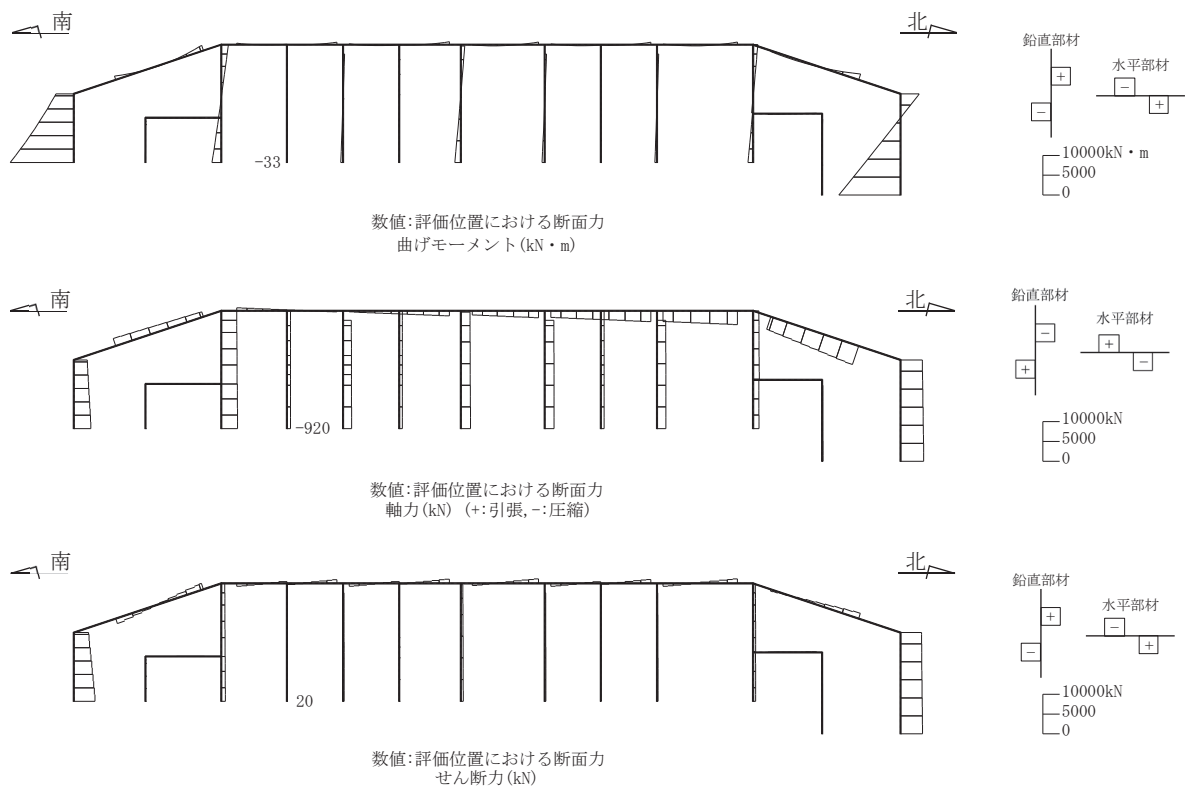 南
北
鉛直部材
水平部材
+
−
−
+
10000kN・m
5000
0
-33
数値:評価位置における断面力
曲げモーメント(kN・m)
南
北
鉛直部材
水平部材
−
+
+
−
10000kN
5000
0
-920
数値:評価位置における断面力
軸力(kN) (+:引張,-:圧縮)
南
北
鉛直部材
水平部材
+
−
−
+
10000kN
5000
0
20
数値:評価位置における断面力
せん断力(kN)